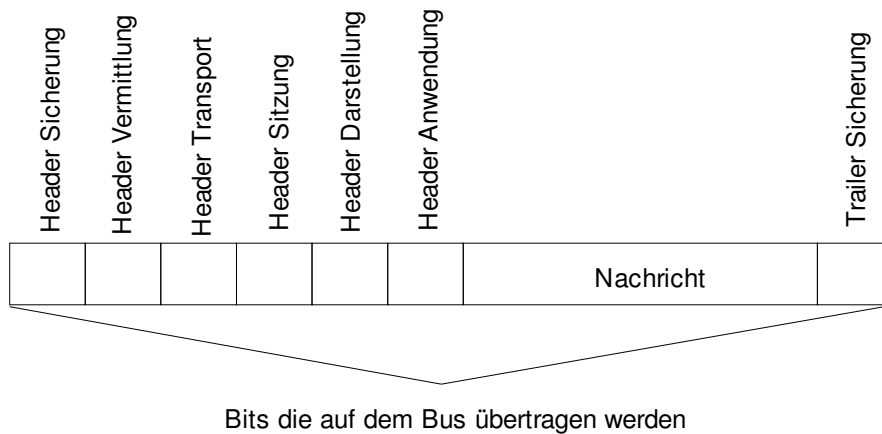 Header Sicherung
Header Vermittlung
Header Transport
Header Sitzung
Header Darstellung
Header Anwendung
Trailer Sicherung
Nachricht
Bits die auf dem Bus übertragen werden